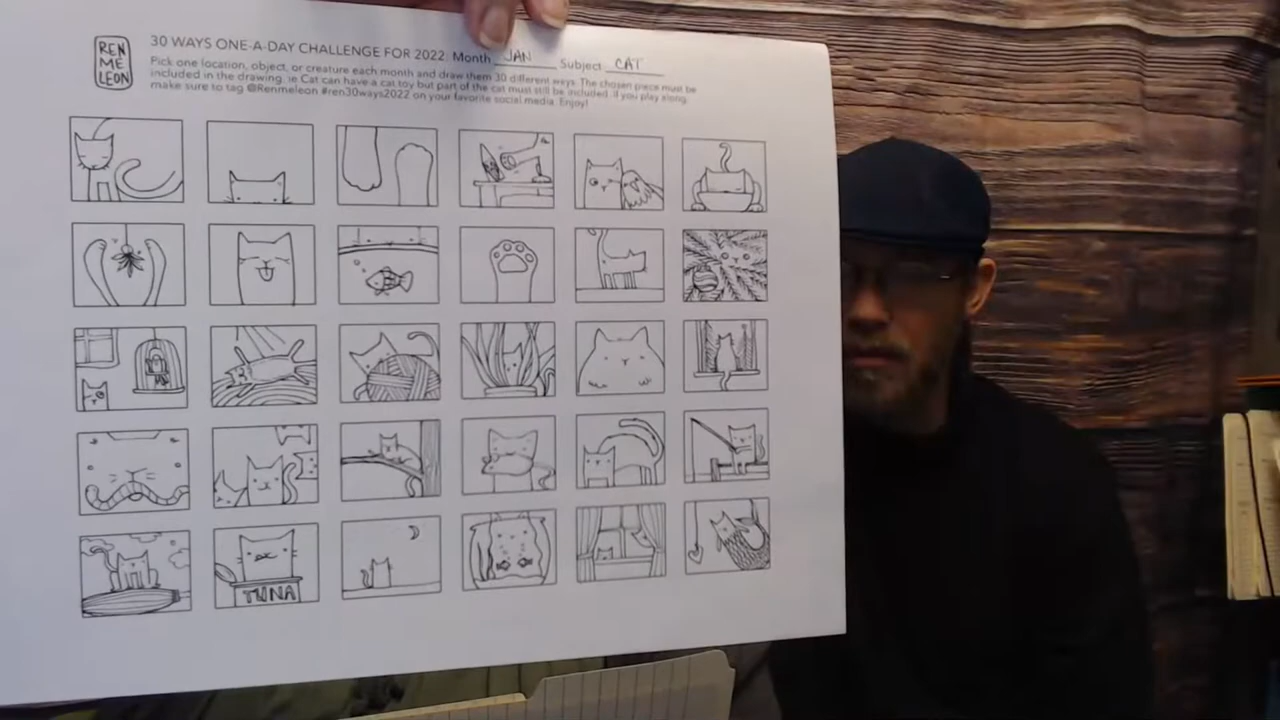 REN
ME
LEON
30 WAYS ONE-A-DAY CHALLENGE FOR 2022: Month JAN Subject CAT
Pick one location, object, or creature each month and draw them 30 different ways. The chosen piece must be
included in the drawing. ie Cat can have a cat toy but part of the cat must still be included. If you play along,
make sure to tag @Renmeleon #ren30ways2022 on your favorite social media. Enjoy!
TUNA